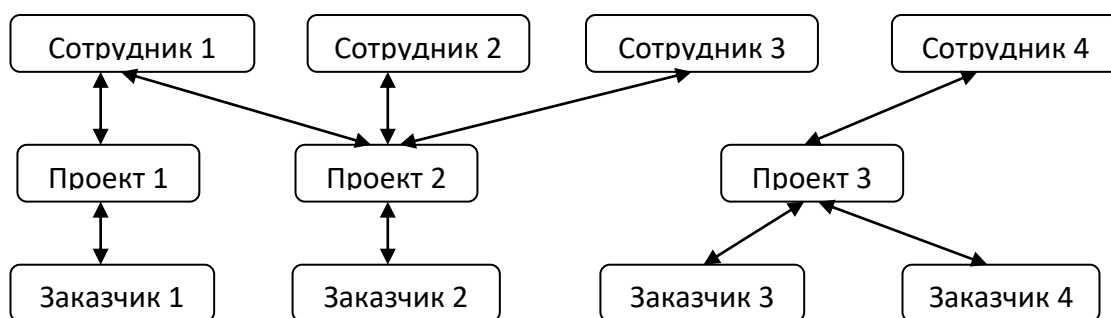 Сотрудник 1 Сотрудник 2 Сотрудник 3 Сотрудник 4
Проект 1 Проект 2 Проект 3
Заказчик 1 Заказчик 2 Заказчик 3 Заказчик 4